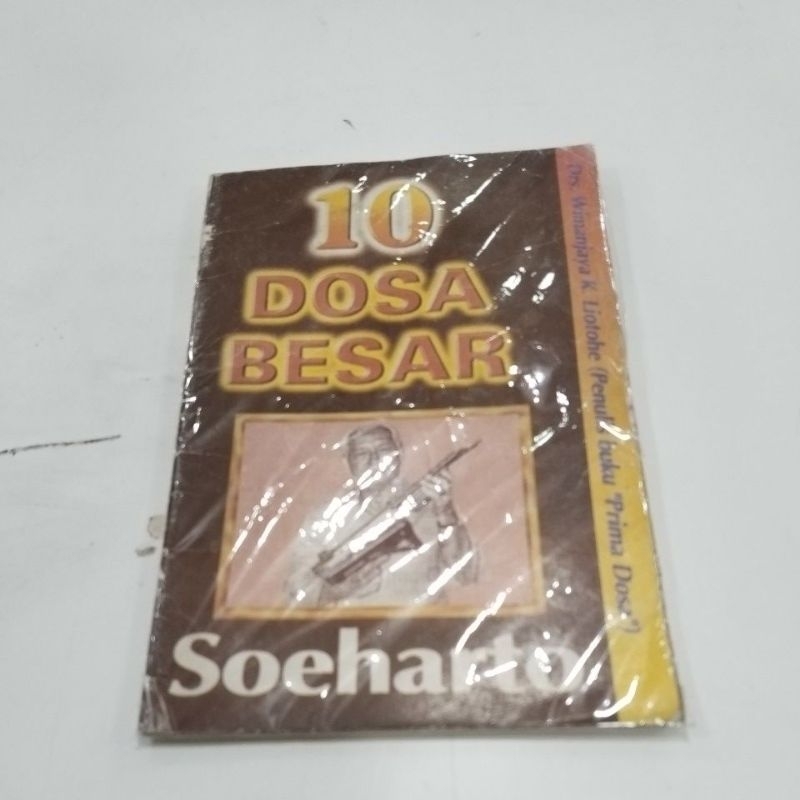 10
DOSA
BESAR
Soeharto
Drs. Wimanjaya K. Liotohe (Penulis buku "Prima Dosa")